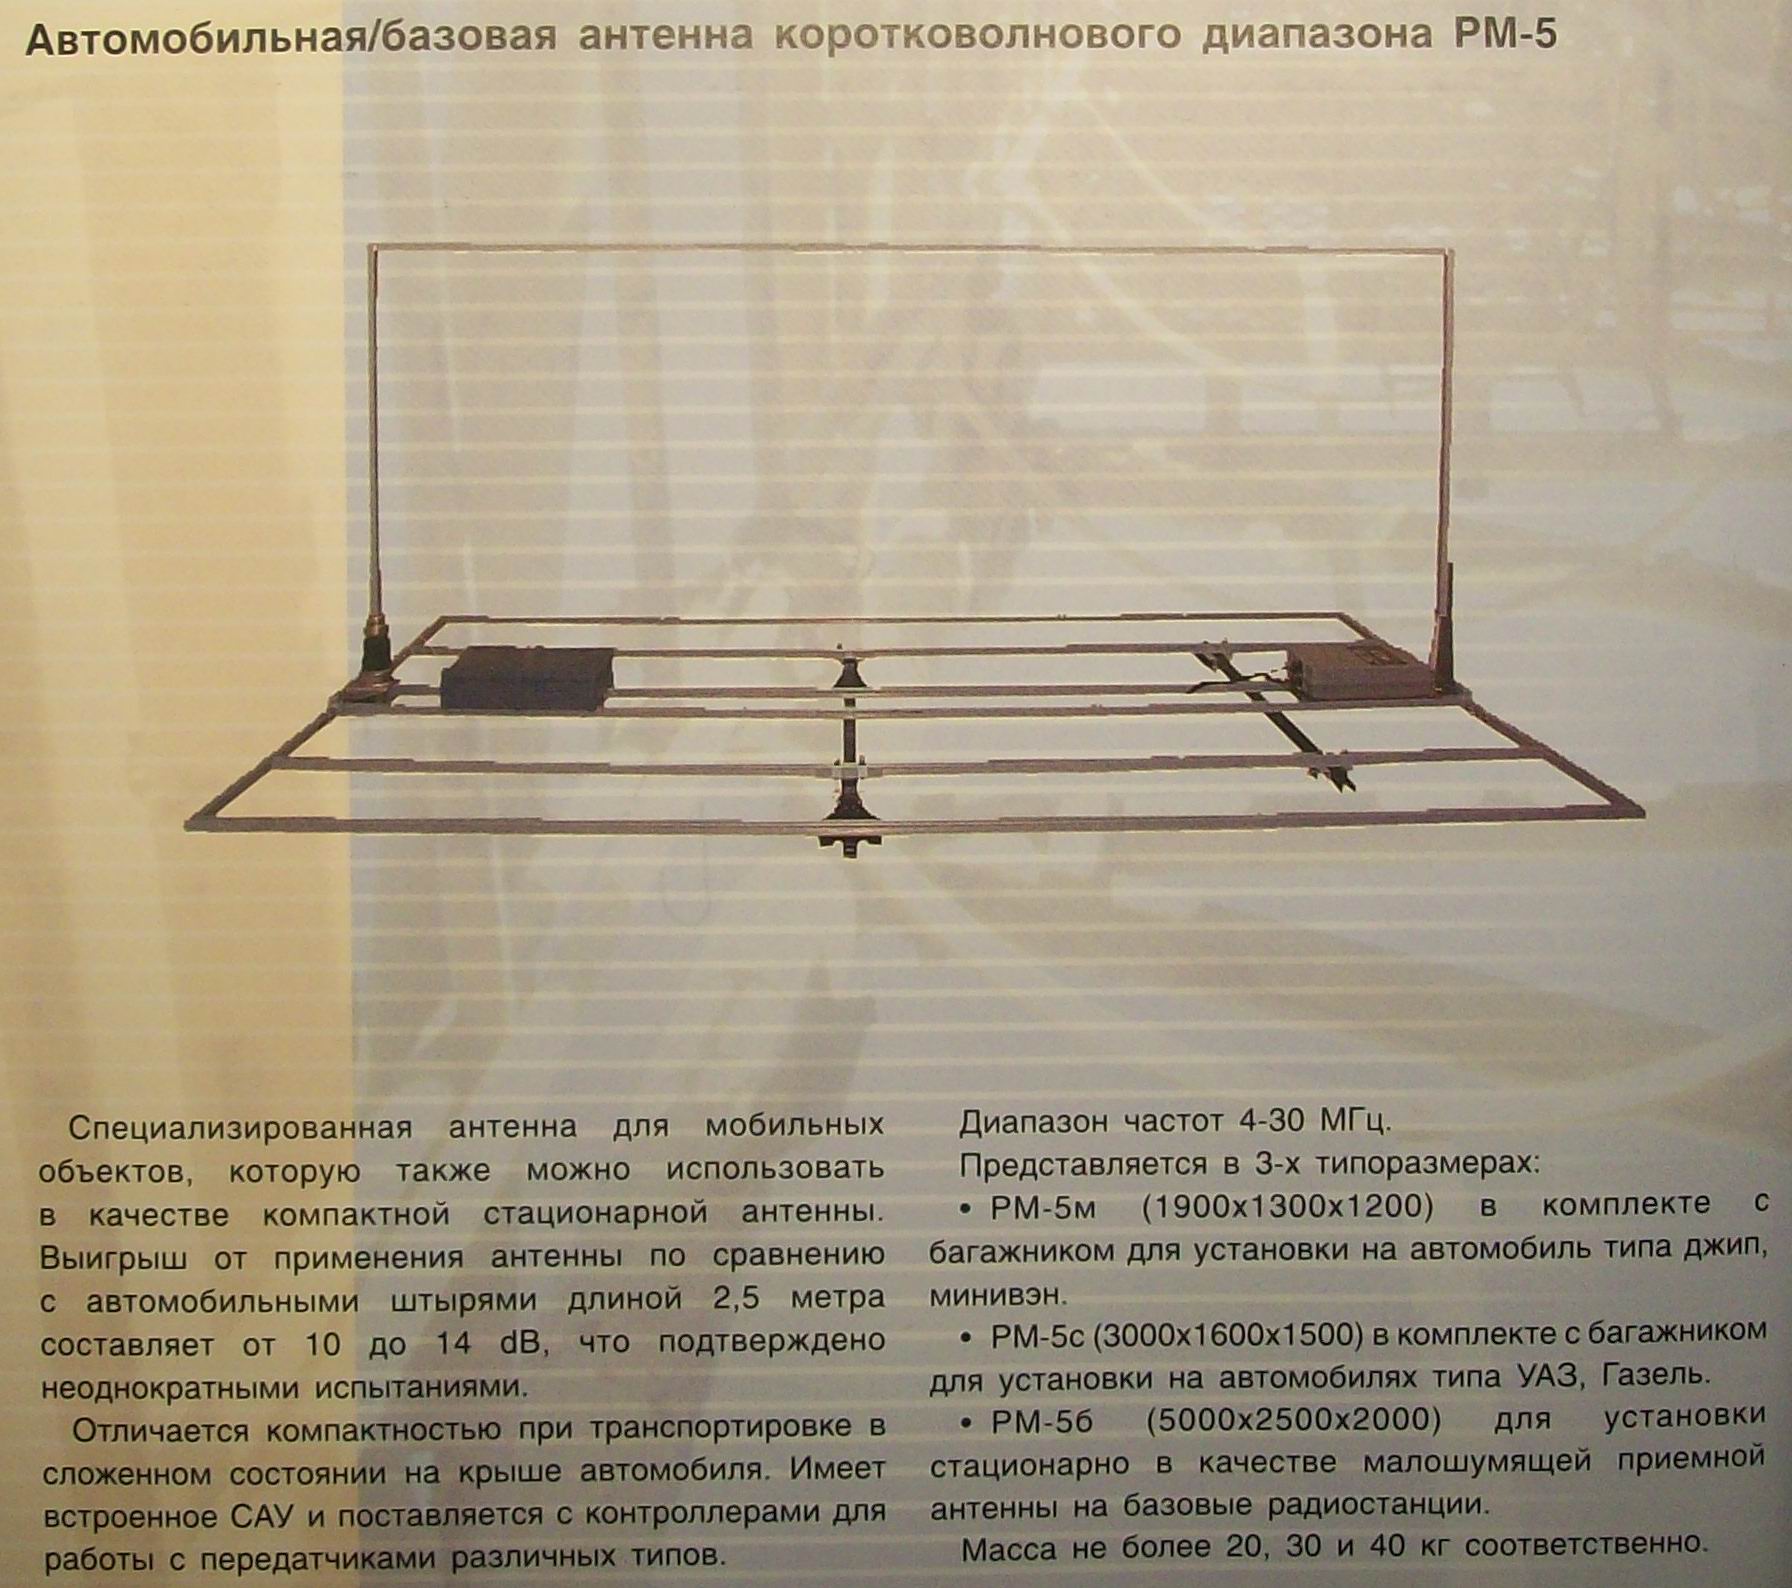 Автомобильная/базовая антенна коротковолнового диапазона РМ-5
Специализированная антенна для мобильных
объектов, которую также можно использовать
в качестве компактной стационарной антенны.
Выигрыш от применения антенны по сравнению
с автомобильными штырями длиной 2,5 метра
составляет от 10 до 14 dB, что подтверждено
неоднократными испытаниями.
Отличается компактностью при транспортировке в
сложенном состоянии на крыше автомобиля. Имеет
встроенное САУ и поставляется с контроллерами для
работы с передатчиками различных типов.
Диапазон частот 4-30 МГц.
Представляется в 3-х типоразмерах:
• РМ-5м (1900х1300х1200) в комплекте с
багажником для установки на автомобиль типа джип,
минивэн.
• РМ-5с (3000х1600х1500) в комплекте с багажником
для установки на автомобилях типа УАЗ, Газель.
• РМ-5б (5000х2500х2000) для установки
стационарно в качестве малошумящей приемной
антенны на базовые радиостанции.
Масса не более 20, 30 и 40 кг соответственно.